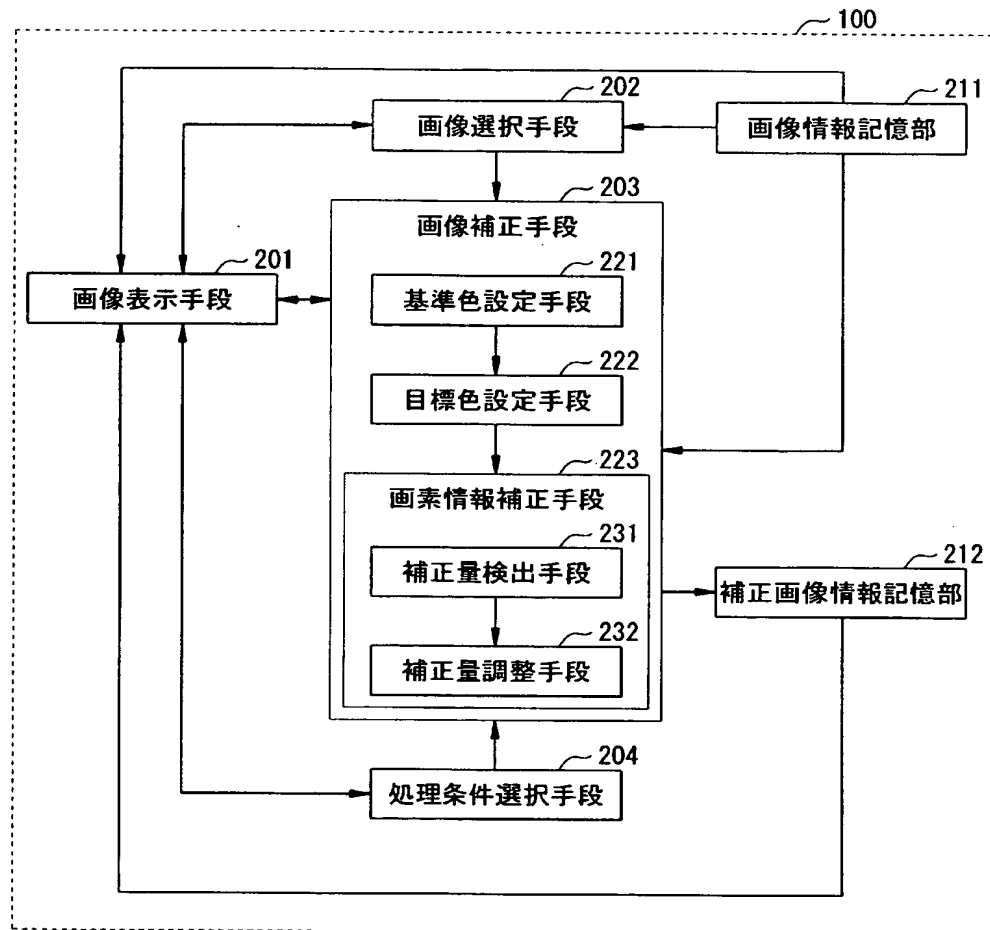 100
202
画像選択手段
211
画像情報記憶部
203
画像補正手段
201
画像表示手段
221
基準色設定手段
222
目標色設定手段
223
画素情報補正手段
231
補正量検出手段
212
補正画像情報記憶部
232
補正量調整手段
204
処理条件選択手段